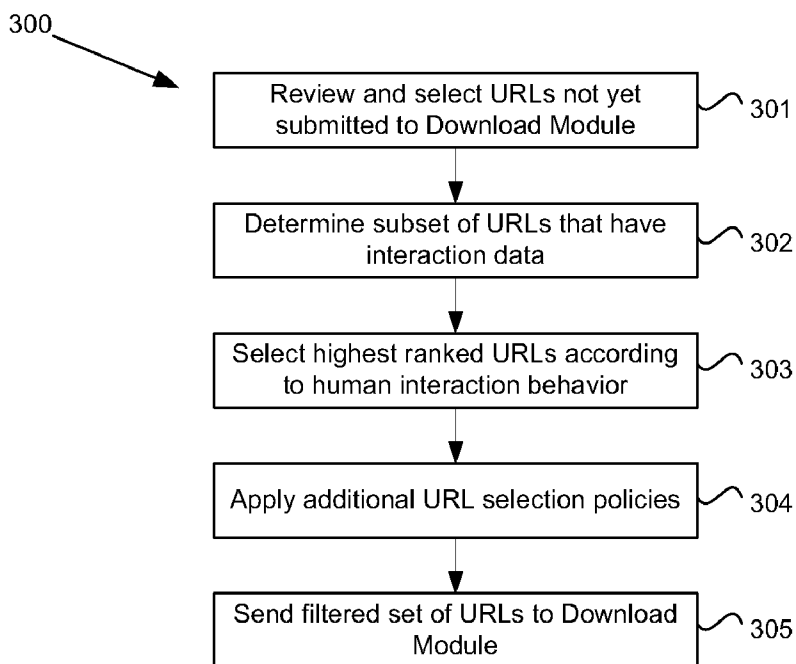 300
Review and select URLs not yet
submitted to Download Module
301
Determine subset of URLs that have
interaction data
302
Select highest ranked URLs according
to human interaction behavior
303
Apply additional URL selection policies
304
Send filtered set of URLs to Download
Module
305